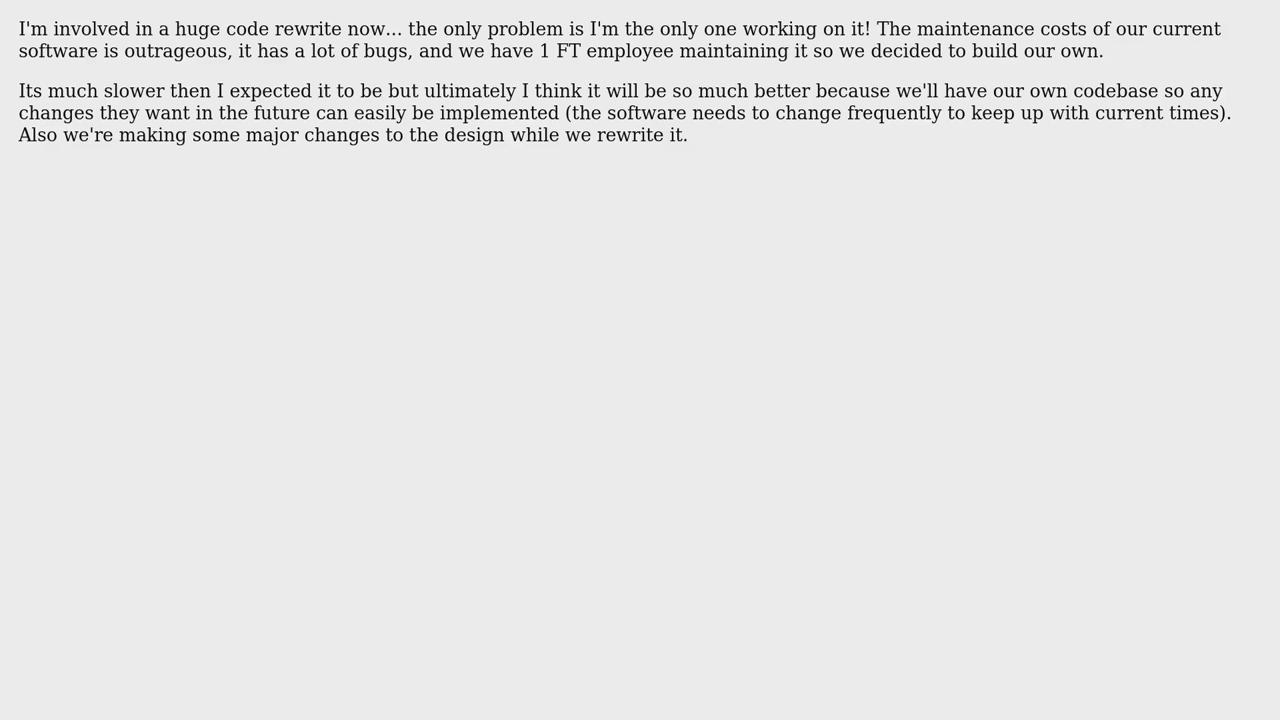 I'm involved in a huge code rewrite now... the only problem is I'm the only one working on it! The maintenance costs of our current
software is outrageous, it has a lot of bugs, and we have 1 FT employee maintaining it so we decided to build our own.
Its much slower then I expected it to be but ultimately I think it will be so much better because we'll have our own codebase so any
changes they want in the future can easily be implemented (the software needs to change frequently to keep up with current times).
Also we're making some major changes to the design while we rewrite it.